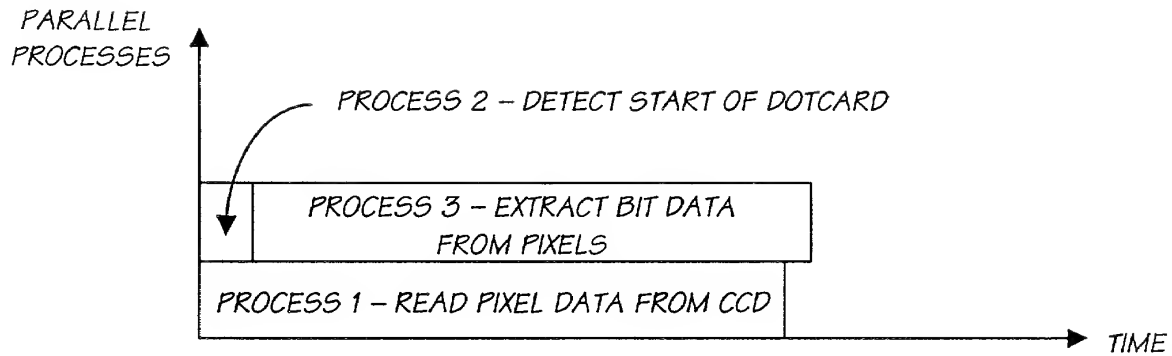 PARALLEL
PROCESSES
PROCESS 2 – DETECT START OF DOTCARD
PROCESS 3 – EXTRACT BIT DATA
FROM PIXELS
PROCESS 1 – READ PIXEL DATA FROM CCD
TIME